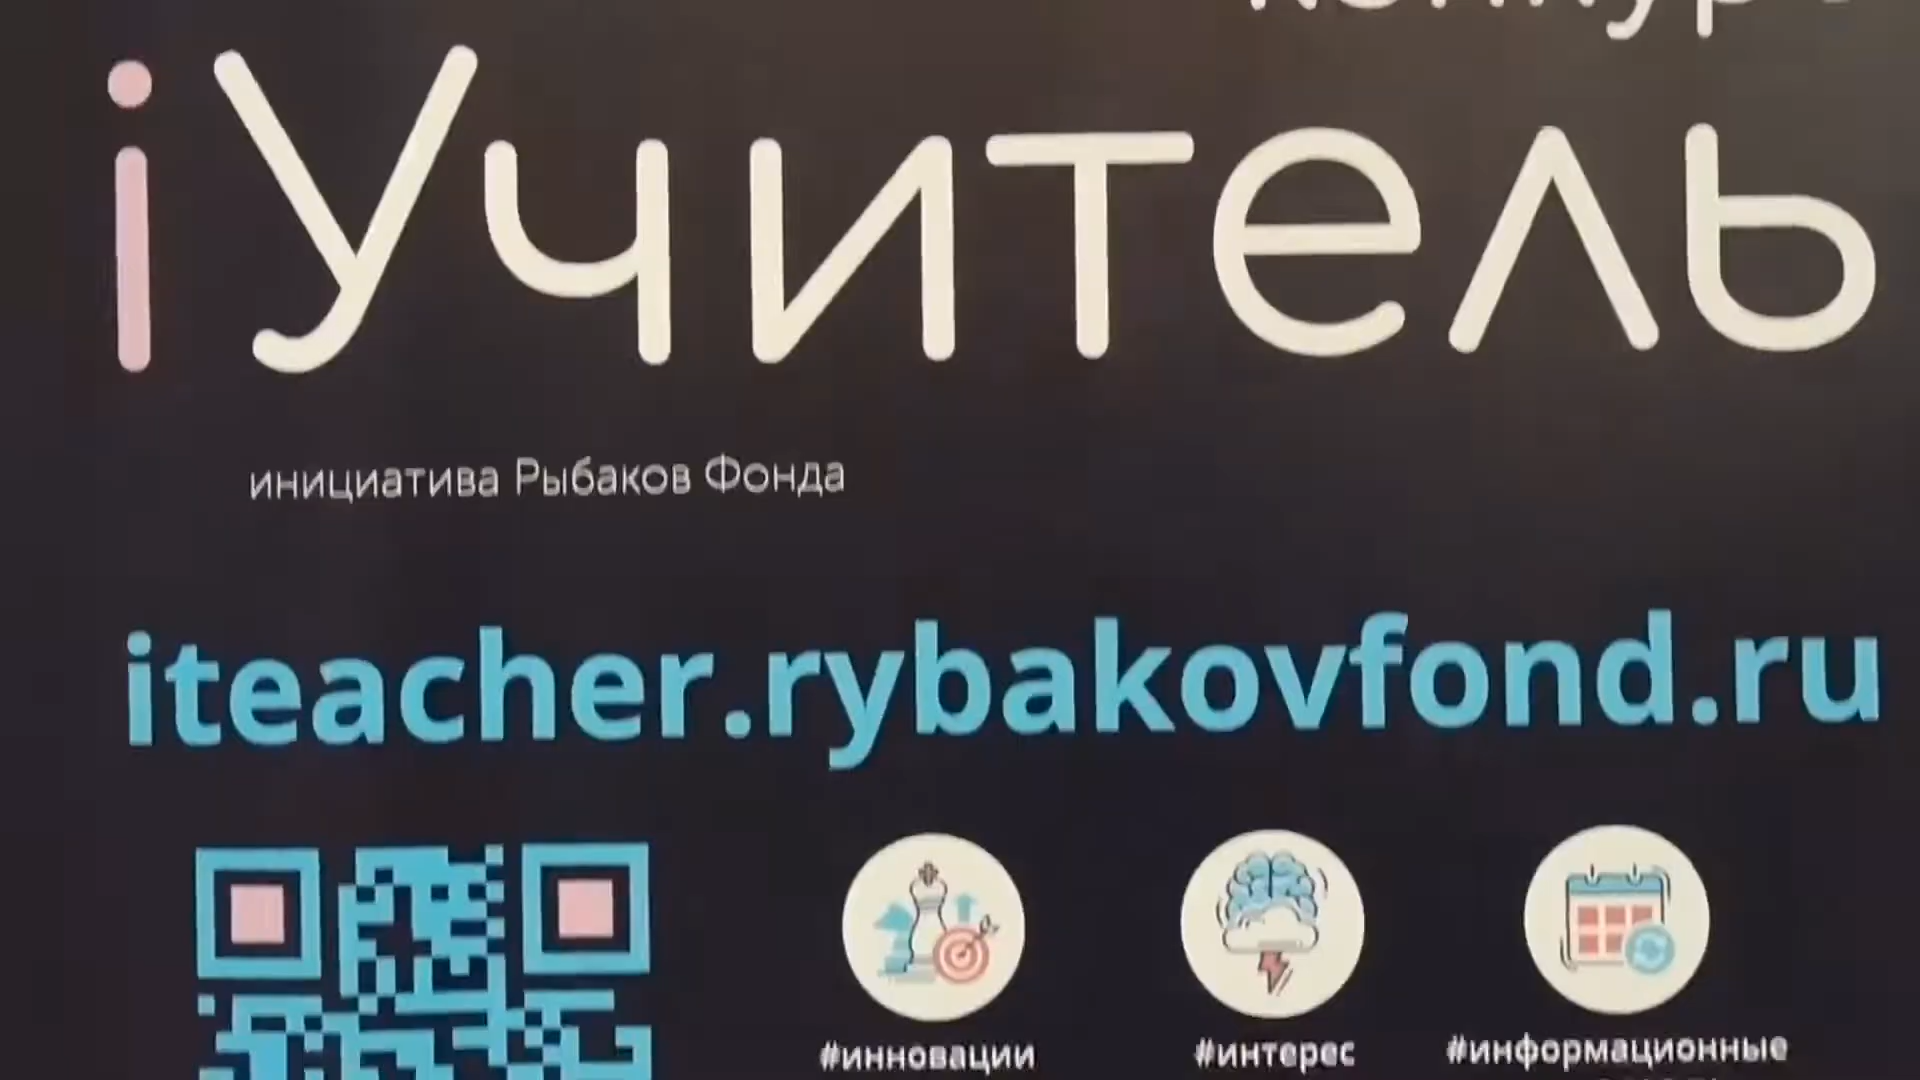 iУчитель
инициатива Рыбаков Фонда
iteacher.rybakovfond.ru
#инновации
#интерес
#информационные